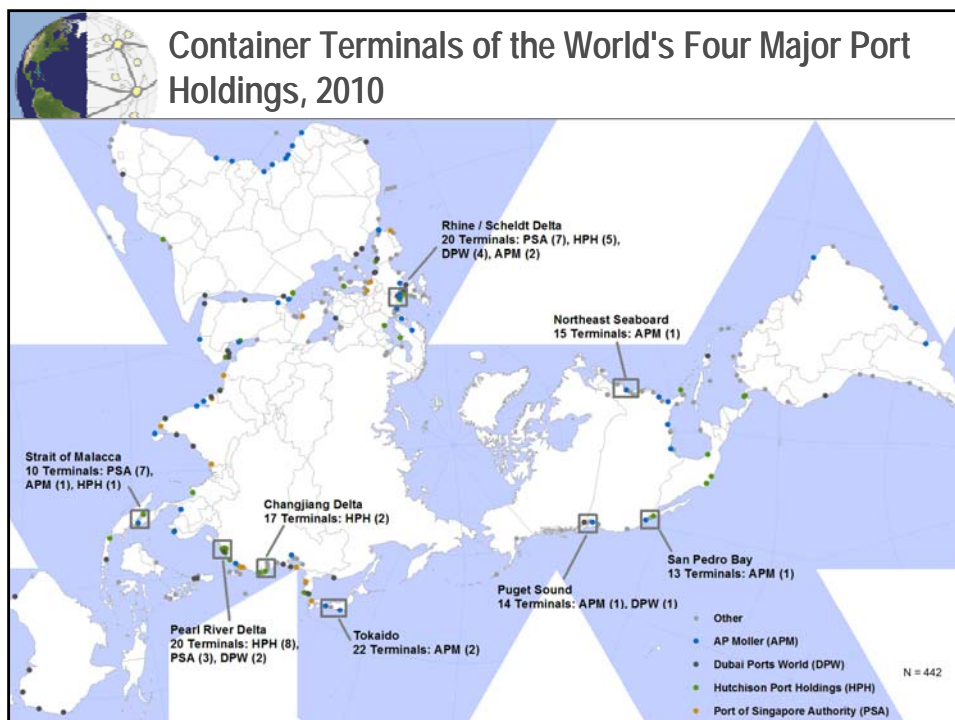 Container Terminals of the World's Four Major Port
Holdings, 2010
Rhine / Scheldt Delta
20 Terminals: PSA (7), HPH (5),
DPW (4), APM (2)
Northeast Seaboard
15 Terminals: APM (1)
Strait of Malacca
10 Terminals: PSA (7),
APM (1), HPH (1)
Changjiang Delta
17 Terminals: HPH (2)
San Pedro Bay
13 Terminals: APM (1)
Puget Sound
14 Terminals: APM (1), DPW (1)
Pearl River Delta
20 Terminals: HPH (8),
PSA (3), DPW (2)
Tokaido
22 Terminals: APM (2)
Other
AP Moller (APM)
Dubai Ports World (DPW)
Hutchison Port Holdings (HPH)
Port of Singapore Authority (PSA)
N = 442